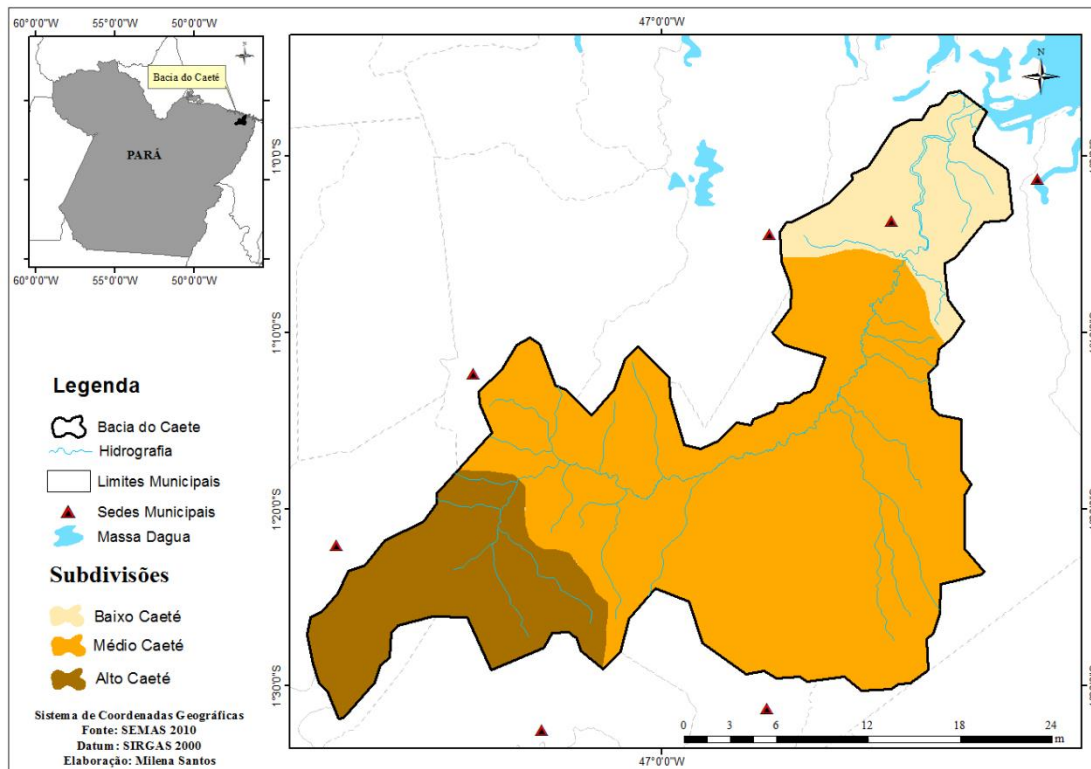 60°0'0"W 55°0'0"W 50°0'0"W
Bacia do Caeté
PARÁ
60°0'0"W 55°0'0"W 50°0'0"W
Legenda
Bacia do Caete
Hidrografia
Limites Municipais
Sedes Municipais
Massa Dagua
Subdivisões
Baixo Caeté
Médio Caeté
Alto Caeté
Sistema de Coordenadas Geográficas
Fonte: SEMAS 2010
Datum: SIRGAS 2000
Elaboração: Milena Santos
47°0'0"W
N
1°0'0"S
1°10'0"S
1°20'0"S
1°30'0"S
0 3 6 12 18 24
m
47°0'0"W